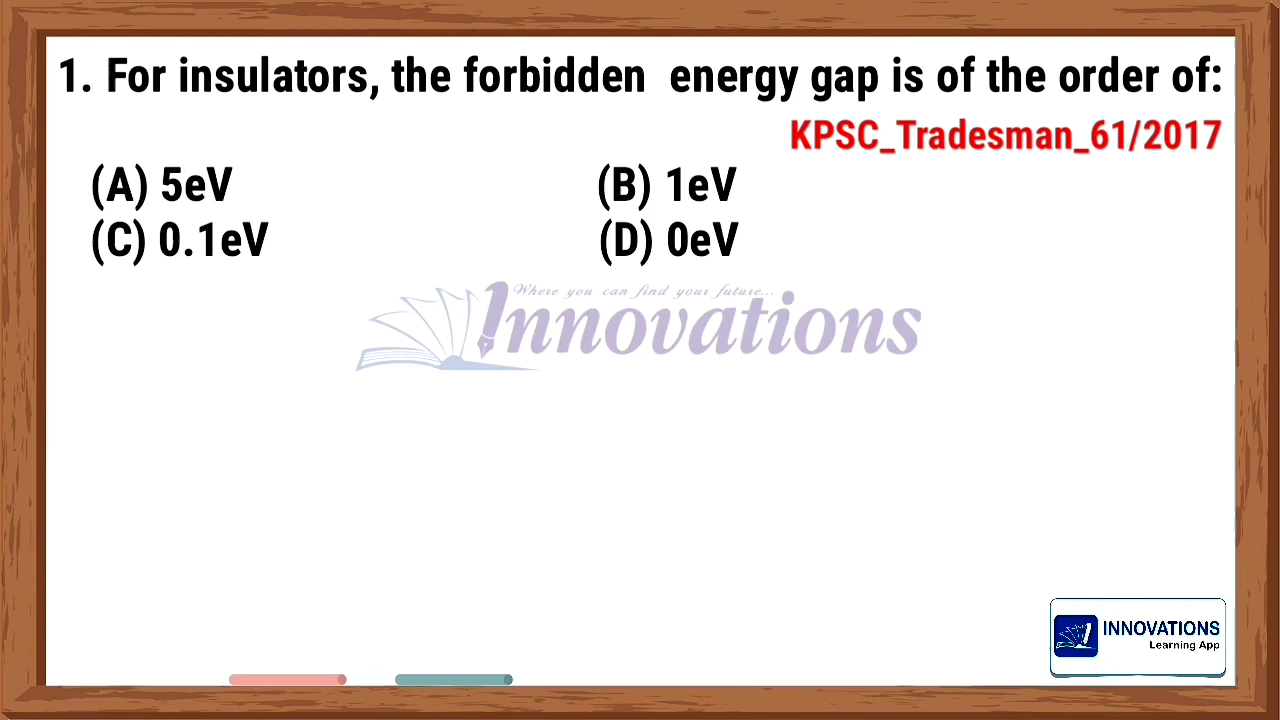 1. For insulators, the forbidden  energy gap is of the order of:
KPSC_Tradesman_61/2017
(A) 5eV (B) 1eV
(C) 0.1eV (D) 0eV
Where you can find your future...
Innovations
INNOVATIONS
Learning App